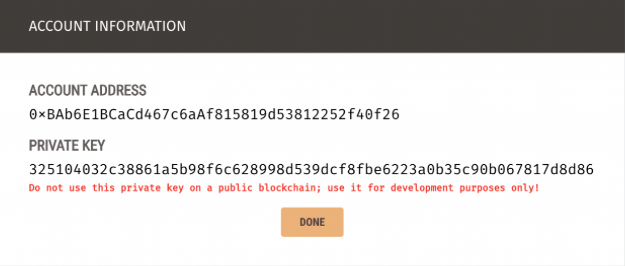 ACCOUNT INFORMATION
ACCOUNT ADDRESS
0×BAb6E1BCaCd467c6aAf815819d53812252f40f26
PRIVATE KEY
325104032c38861a5b98f6c628998d539dcf8fbe6223a0b35c90b067817d8d86
Do not use this private key on a public blockchain; use it for development purposes only!
DONE